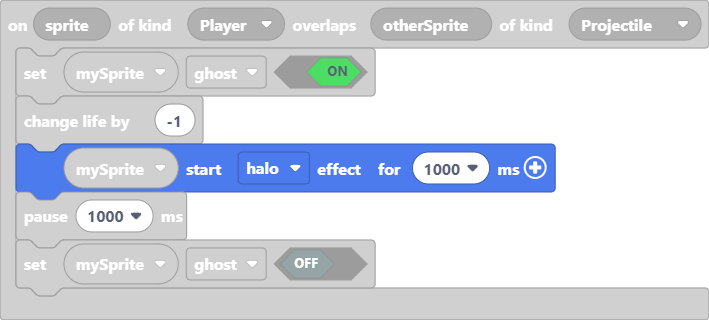 on sprite of kind Player overlaps otherSprite of kind Projectile
set mySprite ghost ON
change life by -1
mySprite start halo effect for 1000 ms
pause 1000 ms
set mySprite ghost OFF